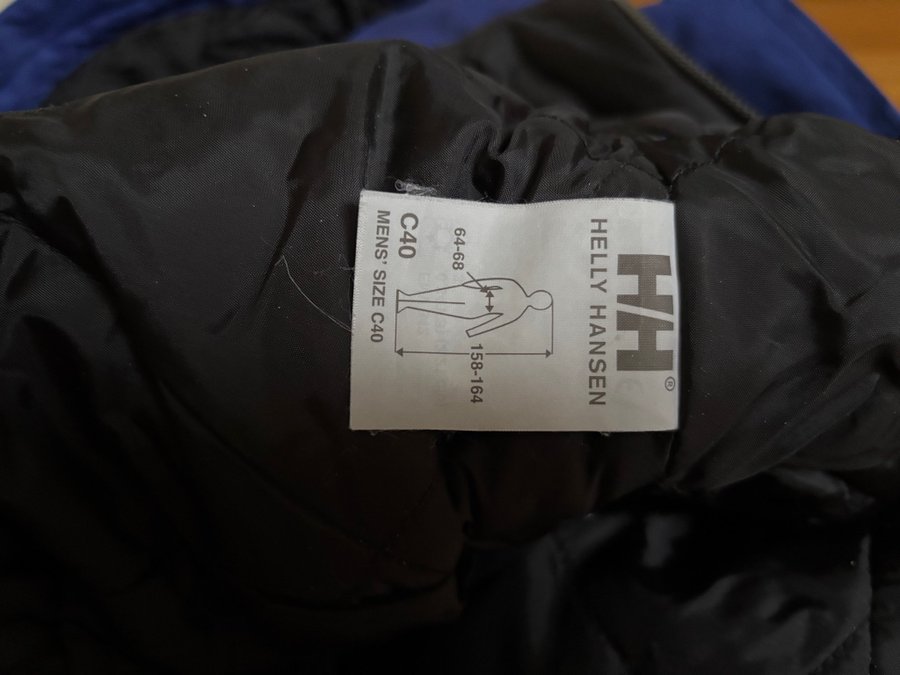 HH®
HELLY HANSEN
64-68
158-164
C40
MENS' SIZE C40